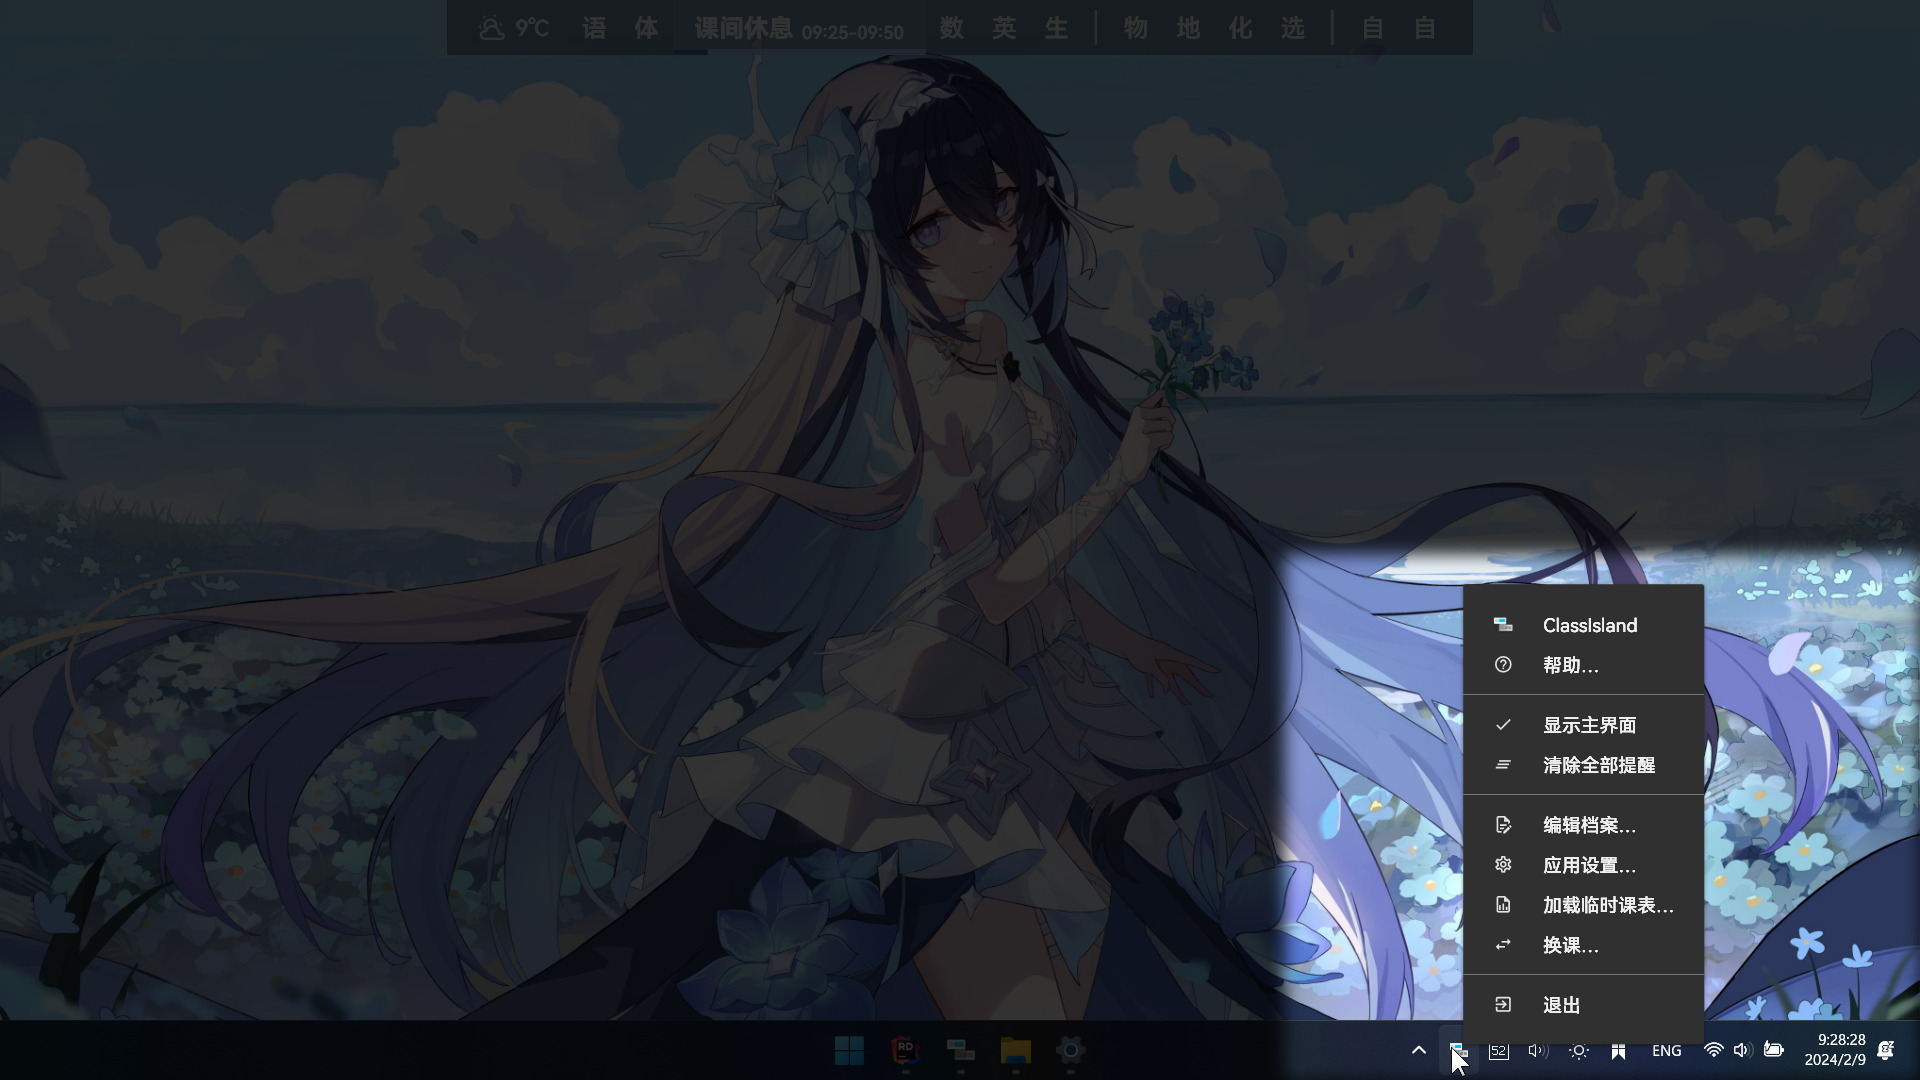 9℃ 语 体 课间休息 09:25-09:50 数 英 生 | 物 地 化 选 | 自 自
ClassIsland
帮助...
显示主界面
清除全部提醒
编辑档案...
应用设置...
加载临时课表...
换课...
退出
RD
52
ENG
9:28:28
2024/2/9